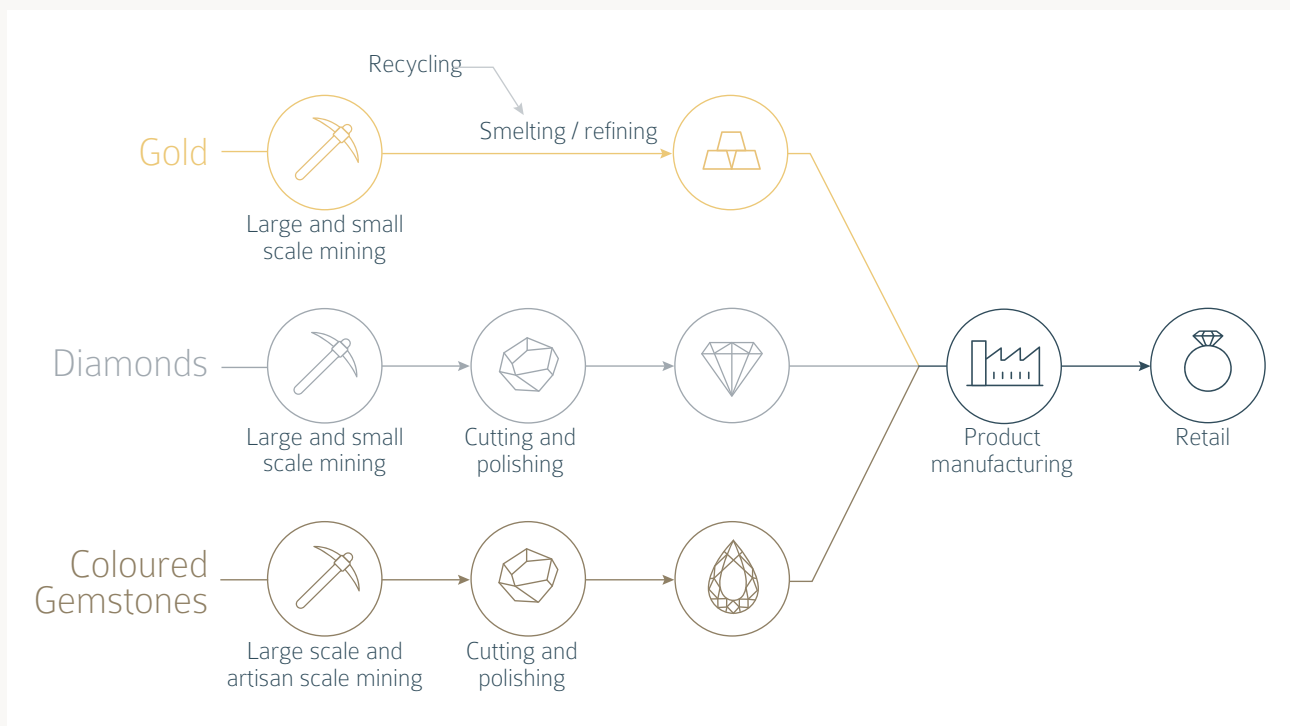 Recycling
Smelting / refining
Gold
Large and small
scale mining
Diamonds
Large and small
scale mining
Cutting and
polishing
Product
manufacturing
Retail
Coloured
Gemstones
Large scale and
artisan scale mining
Cutting and
polishing